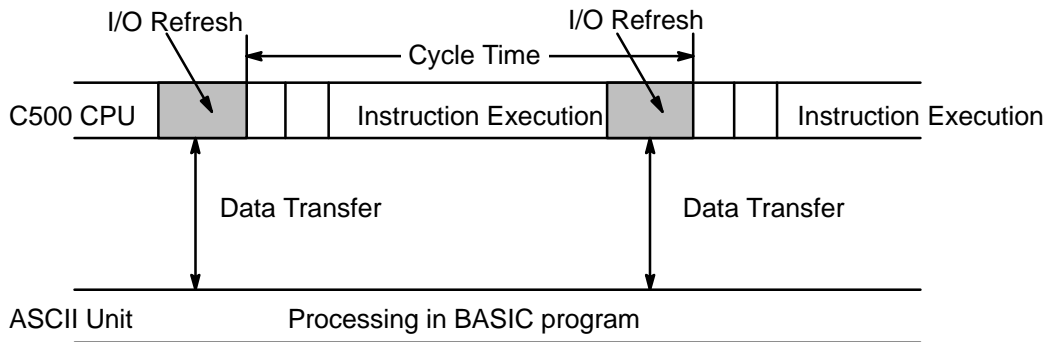 I/O Refresh
I/O Refresh
Cycle Time
C500 CPU
Instruction Execution
Instruction Execution
Data Transfer
Data Transfer
ASCII Unit
Processing in BASIC program